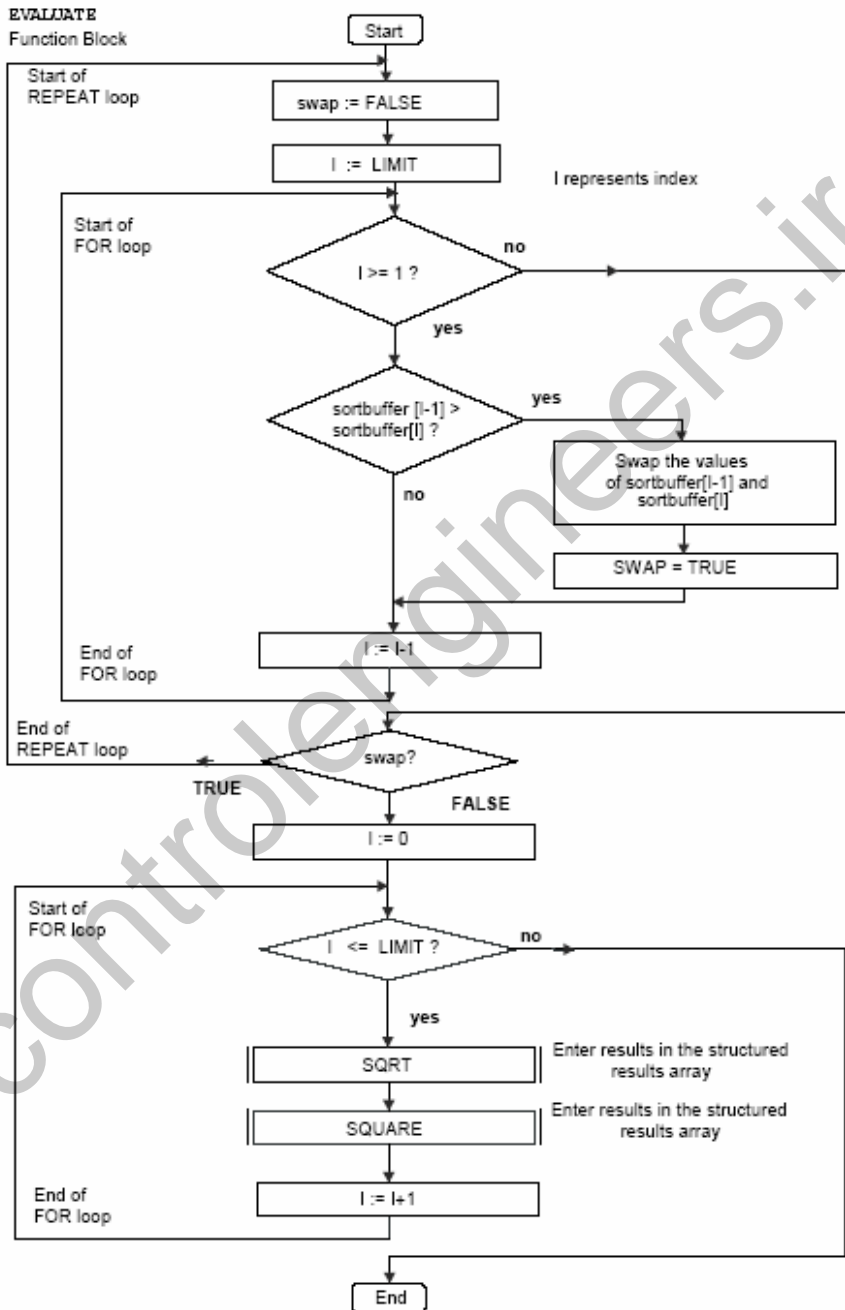 EVALUATE
Function Block
Start
Start of
REPEAT loop
swap := FALSE
I := LIMIT
I represents index
Start of
FOR loop
no
I >= 1 ?
yes
sortbuffer [I-1] >
sortbuffer[I] ?
yes
Swap the values
of sortbuffer[I-1] and
sortbuffer[I]
no
SWAP = TRUE
I := I-1
End of
FOR loop
End of
REPEAT loop
swap?
TRUE
FALSE
I := 0
Start of
FOR loop
I <= LIMIT ?
no
yes
SQRT
Enter results in the structured
results array
SQUARE
Enter results in the structured
results array
I := I+1
End of
FOR loop
End
controlengineers.ir